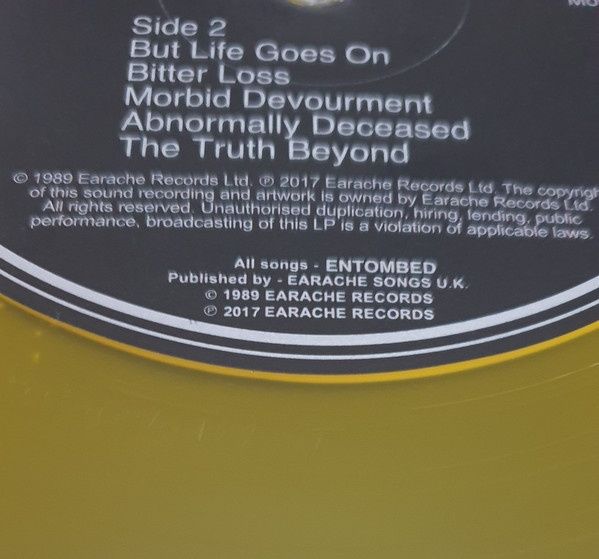 Side 2
But Life Goes On
Bitter Loss
Morbid Devourment
Abnormally Deceased
The Truth Beyond
© 1989 Earache Records Ltd. ℗ 2017 Earache Records Ltd. The copyrigh
of this sound recording and artwork is owned by Earache Records Ltd.
All rights reserved. Unauthorised duplication, hiring, lending, public
performance, broadcasting of this LP is a violation of applicable laws.
All songs - ENTOMBED
Published by - EARACHE SONGS U.K.
© 1989 EARACHE RECORDS
℗ 2017 EARACHE RECORDS